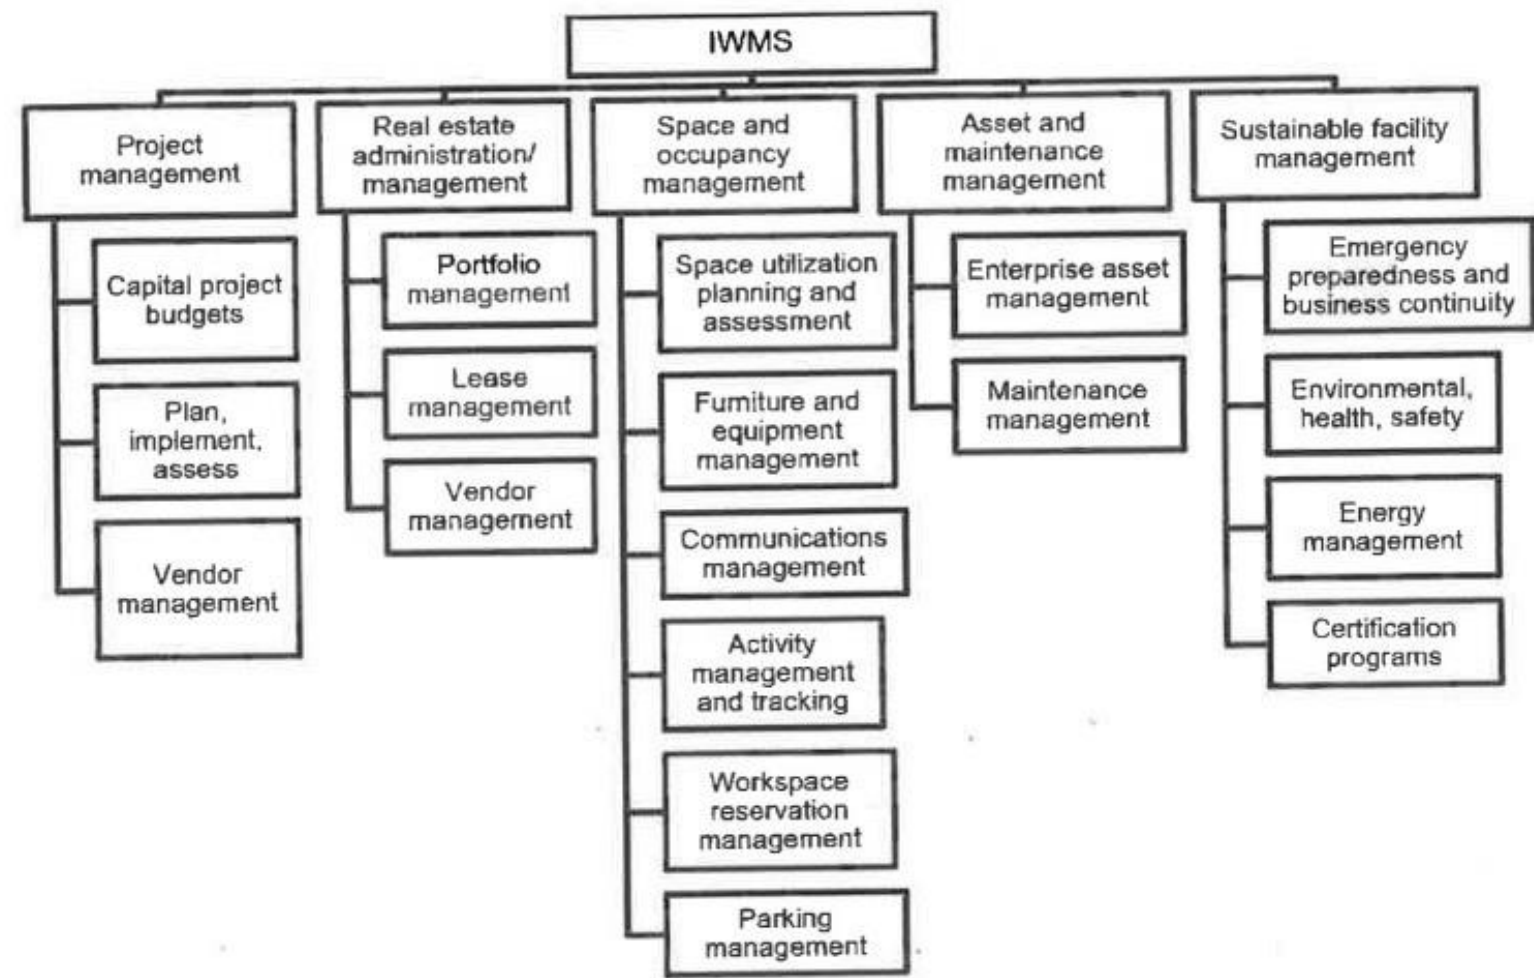 IWMS
Project
management
Capital project
budgets
Plan,
implement,
assess
Vendor
management
Real estate
administration/
management
Portfolio
management
Lease
management
Vendor
management
Space and
occupancy
management
Space utilization
planning and
assessment
Furniture and
equipment
management
Communications
management
Activity
management
and tracking
Workspace
reservation
management
Parking
management
Asset and
maintenance
management
Enterprise asset
management
Maintenance
management
Sustainable facility
management
Emergency
preparedness and
business continuity
Environmental,
health, safety
Energy
management
Certification
programs